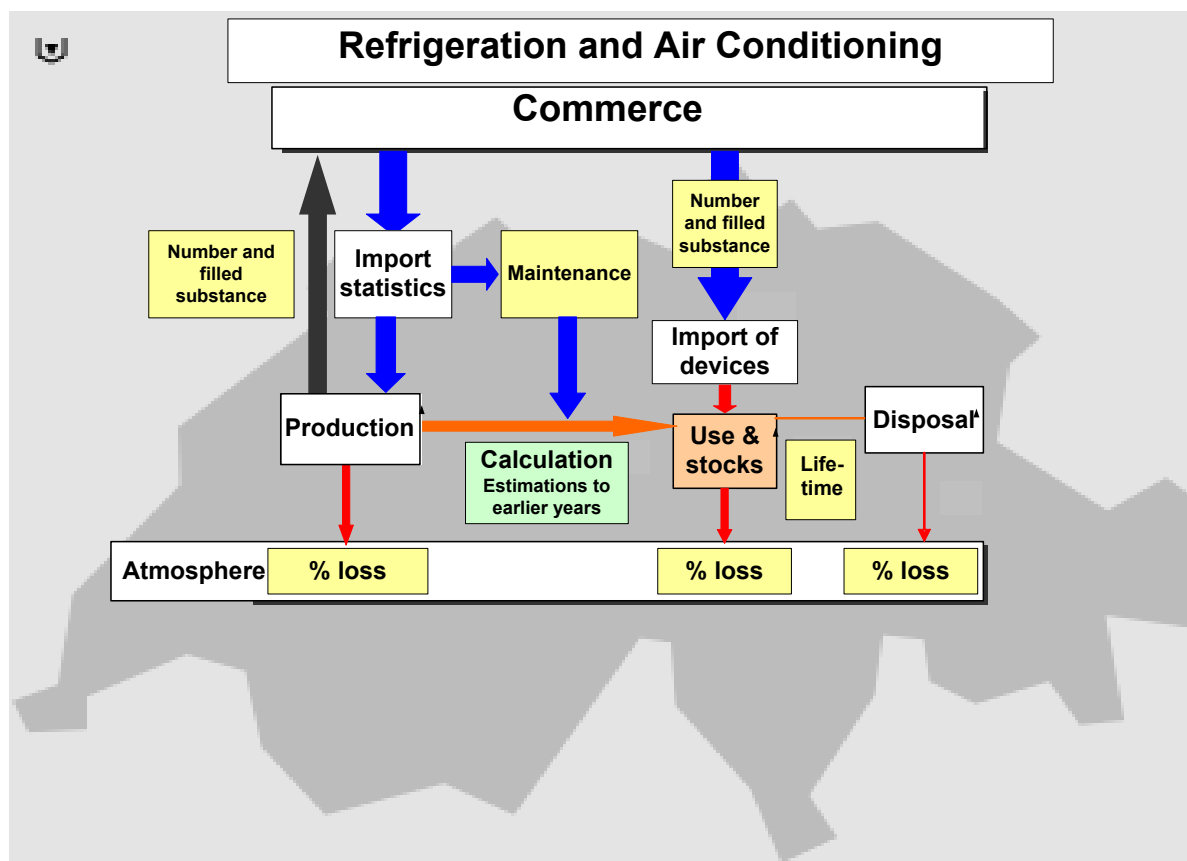 Refrigeration and Air Conditioning
Commerce
Number
and filled
substance
Number and
filled
substance
Import
statistics
Maintenance
Import of
devices
Production
Use &
stocks
Disposal
Calculation
Estimations to
earlier years
Life-
time
Atmosphere
% loss
% loss
% loss